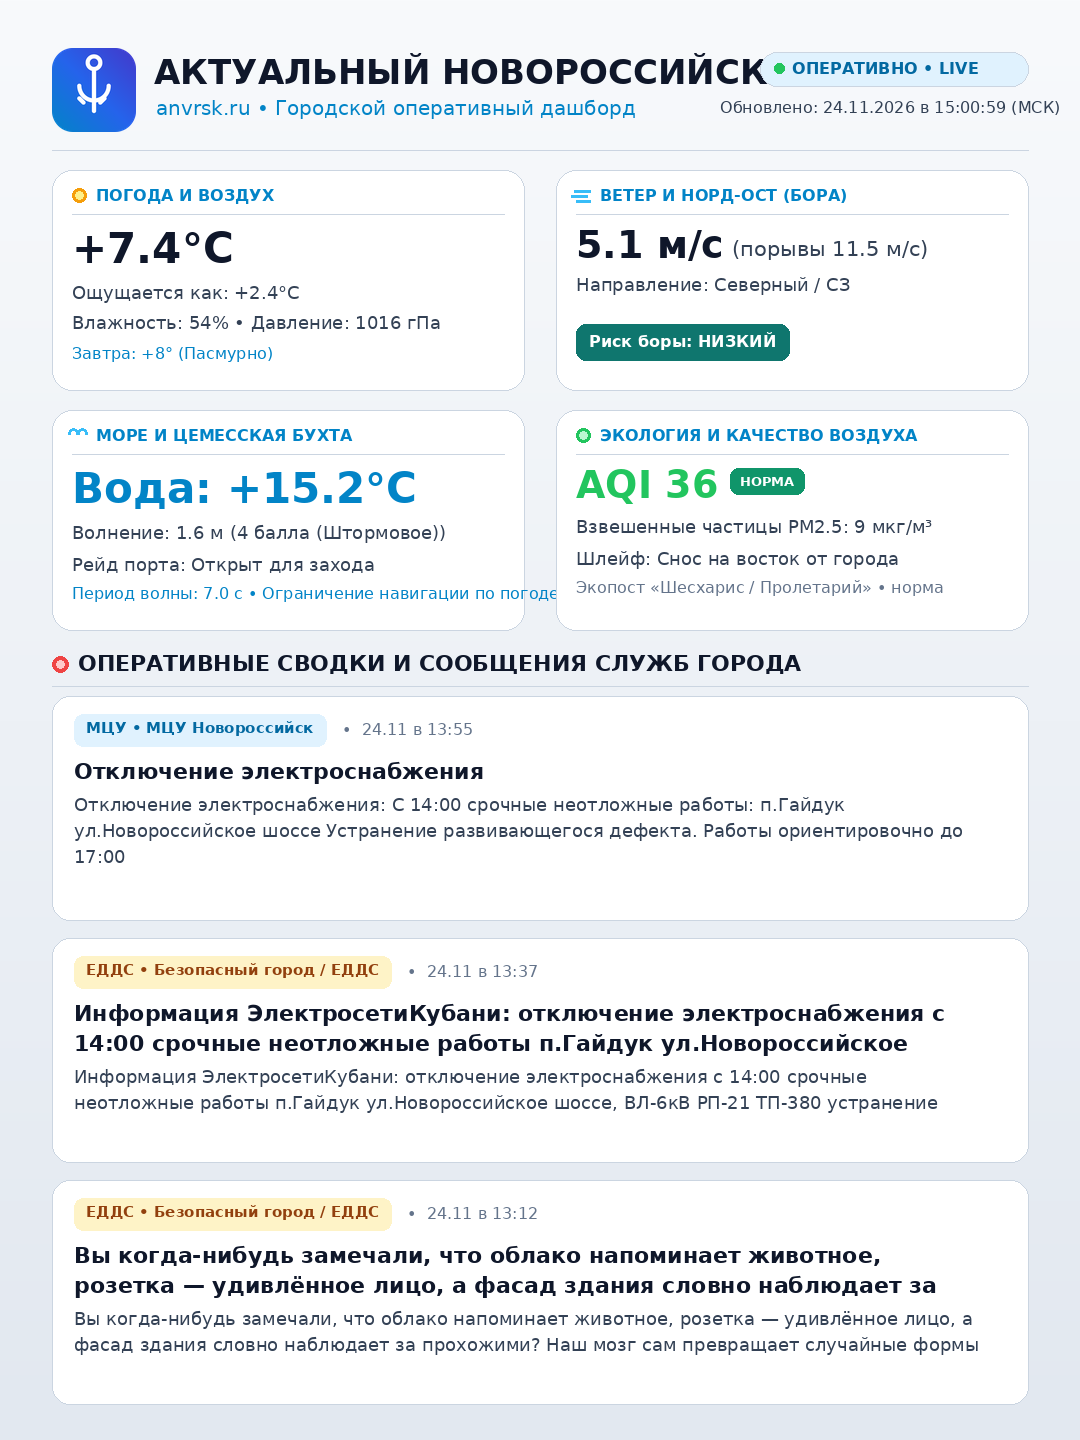 АКТУАЛЬНЫЙ НОВОРОССИЙСК
ОПЕРАТИВНО • LIVE
anvrsk.ru • Городской оперативный дашборд
Обновлено: 24.11.2026 в 15:00:59 (МСК)
ПОГОДА И ВОЗДУХ
+7.4°C
Ощущается как: +2.4°C
Влажность: 54% • Давление: 1016 гПа
Завтра: +8° (Пасмурно)
ВЕТЕР И НОРД-ОСТ (БОРА)
5.1 м/с (порывы 11.5 м/с)
Направление: Северный / СЗ
Риск боры: НИЗКИЙ
МОРЕ И ЦЕМЕССКАЯ БУХТА
Вода: +15.2°C
Волнение: 1.6 м (4 балла (Штормовое))
Рейд порта: Открыт для захода
Период волны: 7.0 с • Ограничение навигации по погоде
ЭКОЛОГИЯ И КАЧЕСТВО ВОЗДУХА
AQI 36 НОРМА
Взвешенные частицы PM2.5: 9 мкг/м³
Шлейф: Снос на восток от города
Экопост «Шесхарис / Пролетарий» • норма
ОПЕРАТИВНЫЕ СВОДКИ И СООБЩЕНИЯ СЛУЖБ ГОРОДА
МЦУ • МЦУ Новороссийск • 24.11 в 13:55
Отключение электроснабжения
Отключение электроснабжения: С 14:00 срочные неотложные работы: п.Гайдук
ул.Новороссийское шоссе Устранение развивающегося дефекта. Работы ориентировочно до
17:00
ЕДДС • Безопасный город / ЕДДС • 24.11 в 13:37
Информация ЭлектросетиКубани: отключение электроснабжения с
14:00 срочные неотложные работы п.Гайдук ул.Новороссийское
Информация ЭлектросетиКубани: отключение электроснабжения с 14:00 срочные
неотложные работы п.Гайдук ул.Новороссийское шоссе, ВЛ-6кВ РП-21 ТП-380 устранение
ЕДДС • Безопасный город / ЕДДС • 24.11 в 13:12
Вы когда-нибудь замечали, что облако напоминает животное,
розетка — удивлённое лицо, а фасад здания словно наблюдает за
Вы когда-нибудь замечали, что облако напоминает животное, розетка — удивлённое лицо, а
фасад здания словно наблюдает за прохожими? Наш мозг сам превращает случайные формы